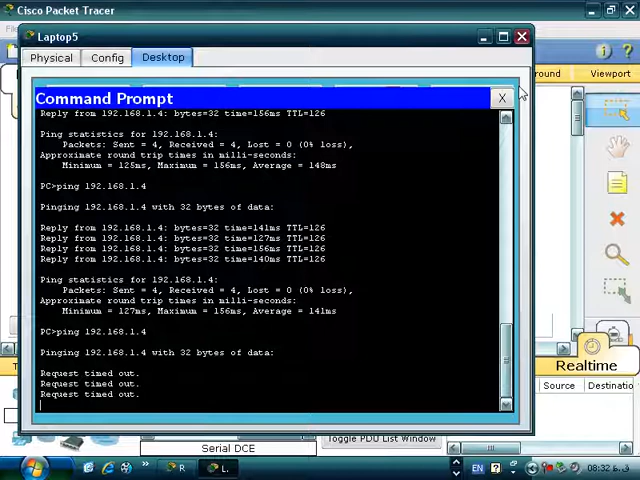 Cisco Packet Tracer
Laptop5
Physical
Config
Desktop
ound
Viewport
Command Prompt
X
Reply from 192.168.1.4: bytes=32 time=156ms TTL=126
Ping statistics for 192.168.1.4:
Packets: Sent = 4, Received = 4, Lost = 0 (0% loss),
Approximate round trip times in milli-seconds:
Minimum = 125ms, Maximum = 156ms, Average = 148ms
PC>ping 192.168.1.4
Pinging 192.168.1.4 with 32 bytes of data:
Reply from 192.168.1.4: bytes=32 time=141ms TTL=126
Reply from 192.168.1.4: bytes=32 time=127ms TTL=126
Reply from 192.168.1.4: bytes=32 time=156ms TTL=126
Reply from 192.168.1.4: bytes=32 time=140ms TTL=126
Ping statistics for 192.168.1.4:
Packets: Sent = 4, Received = 4, Lost = 0 (0% loss),
Approximate round trip times in milli-seconds:
Minimum = 127ms, Maximum = 156ms, Average = 141ms
PC>ping 192.168.1.4
Pinging 192.168.1.4 with 32 bytes of data:
Request timed out.
Request timed out.
Request timed out.
Realtime
Source
Destinatio
Serial DCE
Toggle PDU List Window
R
L.
EN
08:32 ق.ظ